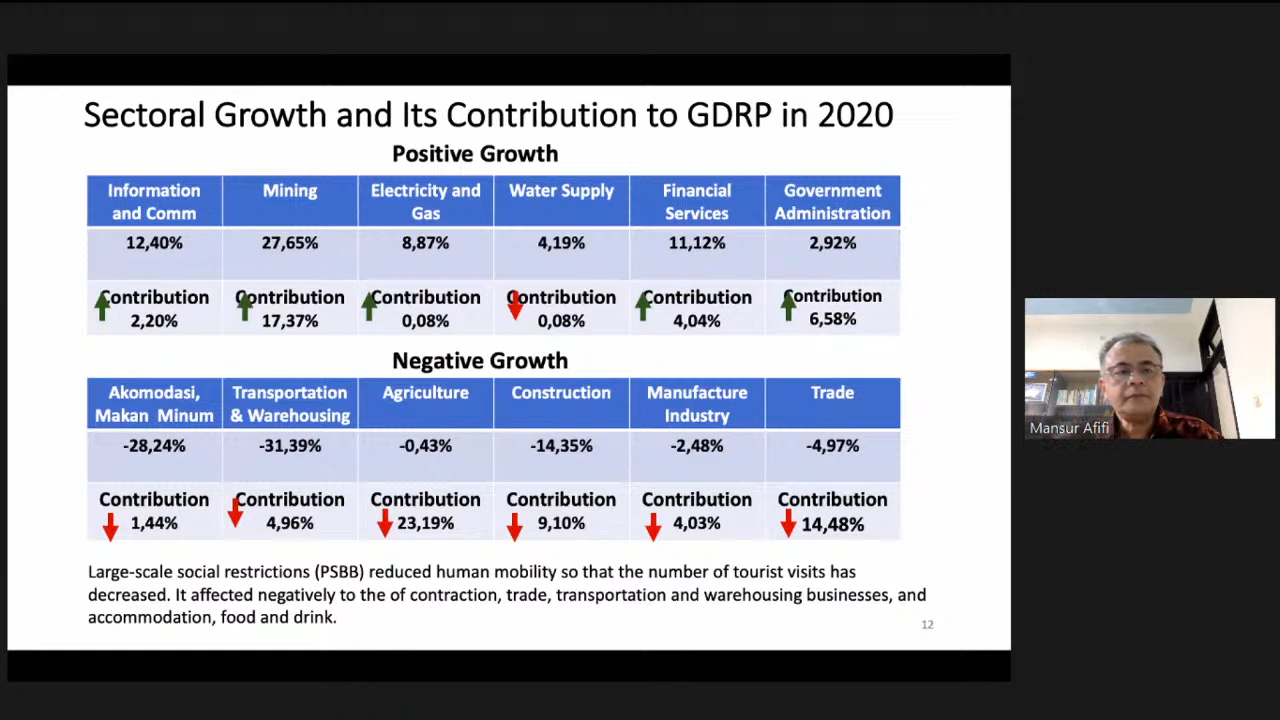 Sectoral Growth and Its Contribution to GDRP in 2020
Positive Growth
Information and Comm
Mining
Electricity and Gas
Water Supply
Financial Services
Government Administration
12,40%
27,65%
8,87%
4,19%
11,12%
2,92%
Contribution 2,20%
Contribution 17,37%
Contribution 0,08%
Contribution 0,08%
Contribution 4,04%
Contribution 6,58%
Negative Growth
Akomodasi, Makan Minum
Transportation & Warehousing
Agriculture
Construction
Manufacture Industry
Trade
-28,24%
-31,39%
-0,43%
-14,35%
-2,48%
-4,97%
Contribution 1,44%
Contribution 4,96%
Contribution 23,19%
Contribution 9,10%
Contribution 4,03%
Contribution 14,48%
Large-scale social restrictions (PSBB) reduced human mobility so that the number of tourist visits has
decreased. It affected negatively to the of contraction, trade, transportation and warehousing businesses, and
accommodation, food and drink.
12
Mansur Afifi